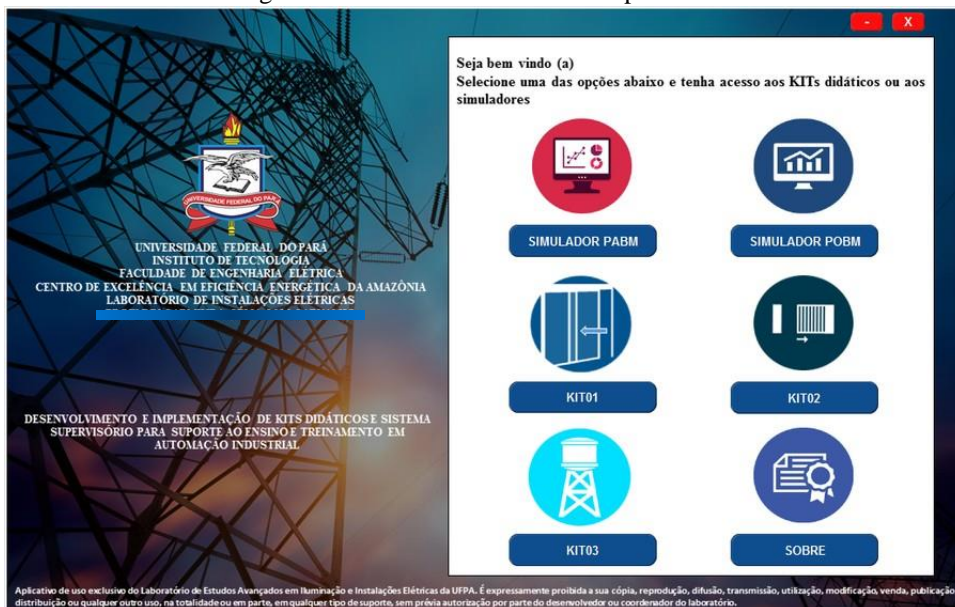 - X
Seja bem vindo (a)
Selecione uma das opções abaixo e tenha acesso aos KITs didáticos ou aos
simuladores
UNIVERSIDADE FEDERAL DO PARÁ
UNIVERSIDADE FEDERAL DO PARÁ
INSTITUTO DE TECNOLOGIA
FACULDADE DE ENGENHARIA ELÉTRICA
CENTRO DE EXCELÊNCIA EM EFICIÊNCIA ENERGÉTICA DA AMAZÔNIA
LABORATÓRIO DE INSTALAÇÕES ELÉTRICAS
DESENVOLVIMENTO E IMPLEMENTAÇÃO DE KITS DIDÁTICOS E SISTEMA
SUPERVISÓRIO PARA SUPORTE AO ENSINO E TREINAMENTO EM
AUTOMAÇÃO INDUSTRIAL
SIMULADOR PABM
SIMULADOR POBM
KIT01
KIT02
KIT03
SOBRE
Aplicativo de uso exclusivo do Laboratório de Estudos Avançados em Iluminação e Instalações Elétricas da UFPA. É expressamente proibida a sua cópia, reprodução, difusão, transmissão, utilização, modificação, venda, publicação
distribuição ou qualquer outro uso, na totalidade ou em parte, em qualquer tipo de suporte, sem prévia autorização por parte do desenvolvedor ou coordenador do laboratório.